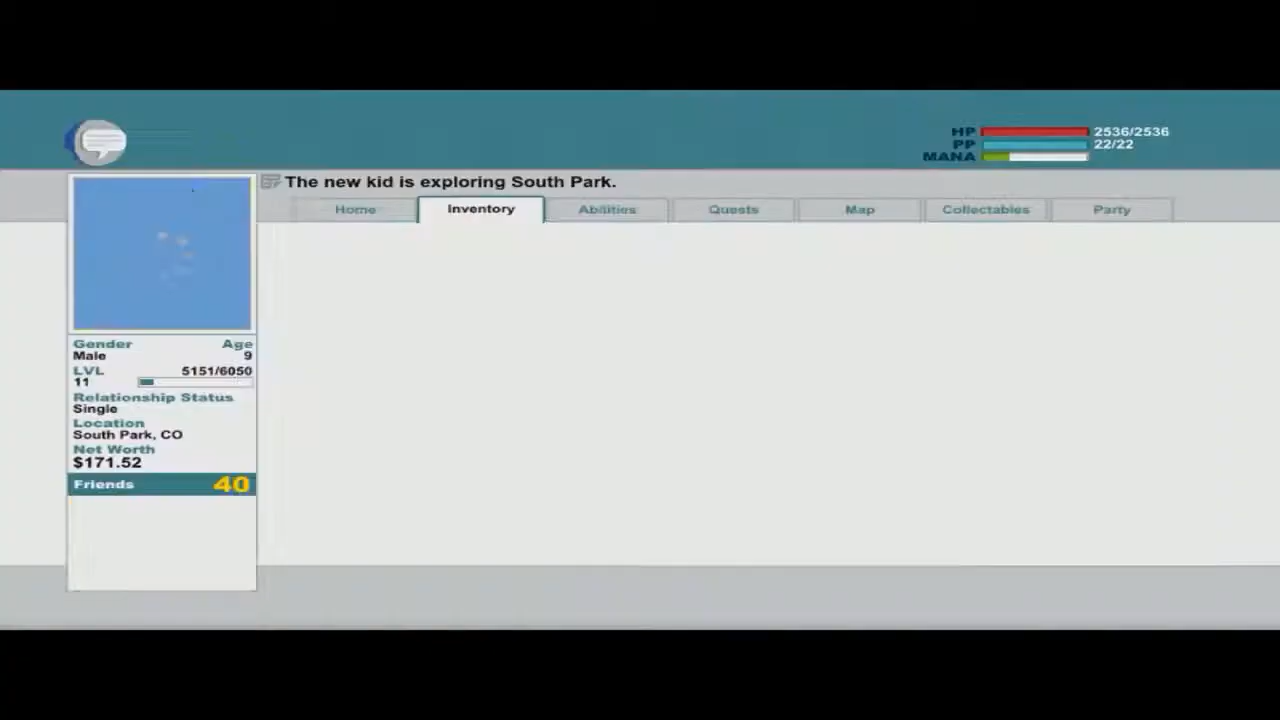 HP 2536/2536
PP 22/22
MANA
The new kid is exploring South Park.
Home Inventory Abilities Quests Map Collectables Party
Gender Age
Male 9
LVL 5151/6050
11
Relationship Status
Single
Location
South Park, CO
Net Worth
$171.52
Friends 40